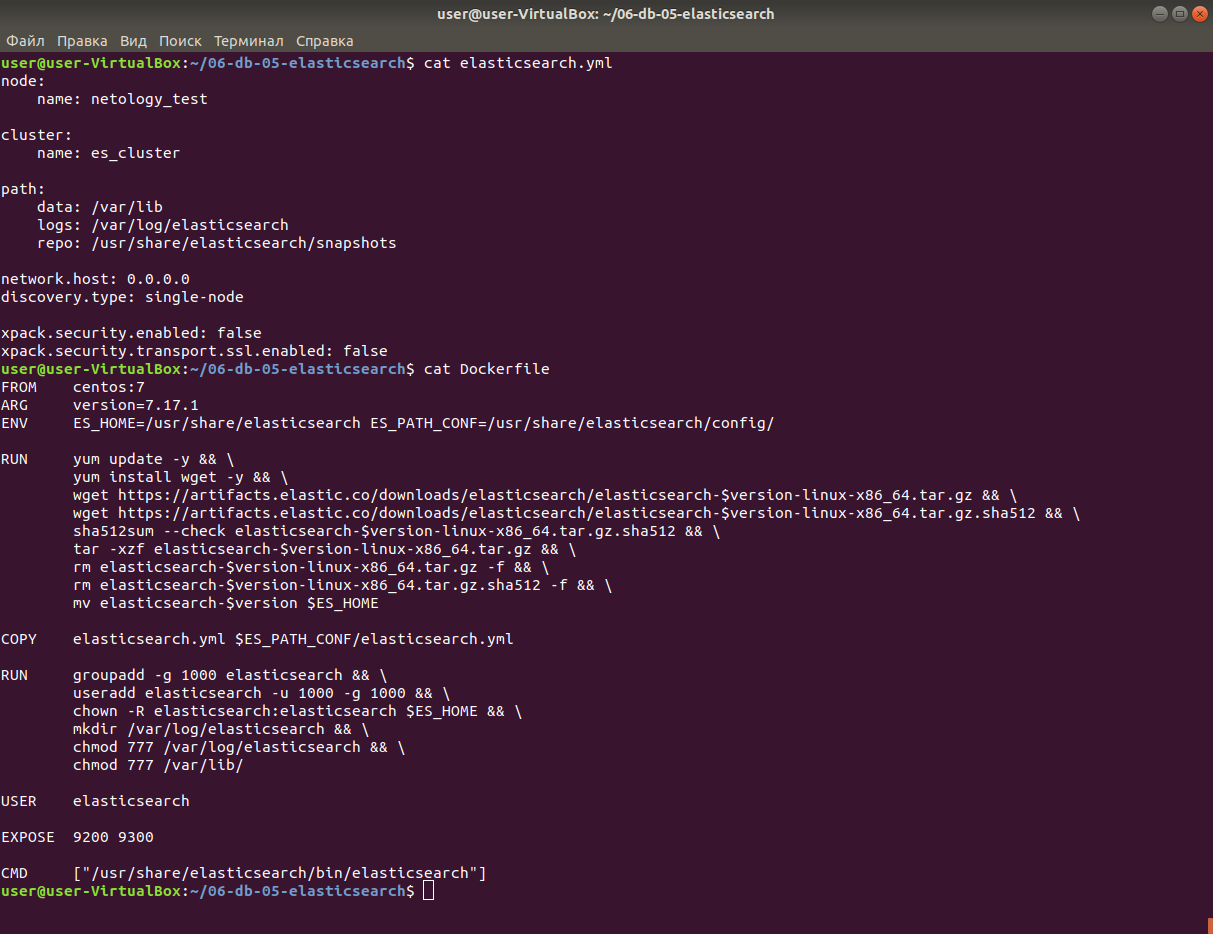 user@user-VirtualBox: ~/06-db-05-elasticsearch
Файл Правка Вид Поиск Терминал Справка
user@user-VirtualBox:~/06-db-05-elasticsearch$ cat elasticsearch.yml
node:
    name: netology_test

cluster:
    name: es_cluster

path:
    data: /var/lib
    logs: /var/log/elasticsearch
    repo: /usr/share/elasticsearch/snapshots

network.host: 0.0.0.0
discovery.type: single-node

xpack.security.enabled: false
xpack.security.transport.ssl.enabled: false
user@user-VirtualBox:~/06-db-05-elasticsearch$ cat Dockerfile
FROM    centos:7
ARG     version=7.17.1
ENV     ES_HOME=/usr/share/elasticsearch ES_PATH_CONF=/usr/share/elasticsearch/config/

RUN     yum update -y && \
        yum install wget -y && \
        wget https://artifacts.elastic.co/downloads/elasticsearch/elasticsearch-$version-linux-x86_64.tar.gz && \
        wget https://artifacts.elastic.co/downloads/elasticsearch/elasticsearch-$version-linux-x86_64.tar.gz.sha512 && \
        sha512sum --check elasticsearch-$version-linux-x86_64.tar.gz.sha512 && \
        tar -xzf elasticsearch-$version-linux-x86_64.tar.gz && \
        rm elasticsearch-$version-linux-x86_64.tar.gz -f && \
        rm elasticsearch-$version-linux-x86_64.tar.gz.sha512 -f && \
        mv elasticsearch-$version $ES_HOME

COPY    elasticsearch.yml $ES_PATH_CONF/elasticsearch.yml

RUN     groupadd -g 1000 elasticsearch && \
        useradd elasticsearch -u 1000 -g 1000 && \
        chown -R elasticsearch:elasticsearch $ES_HOME && \
        mkdir /var/log/elasticsearch && \
        chmod 777 /var/log/elasticsearch && \
        chmod 777 /var/lib/

USER    elasticsearch

EXPOSE  9200 9300

CMD     ["/usr/share/elasticsearch/bin/elasticsearch"]
user@user-VirtualBox:~/06-db-05-elasticsearch$